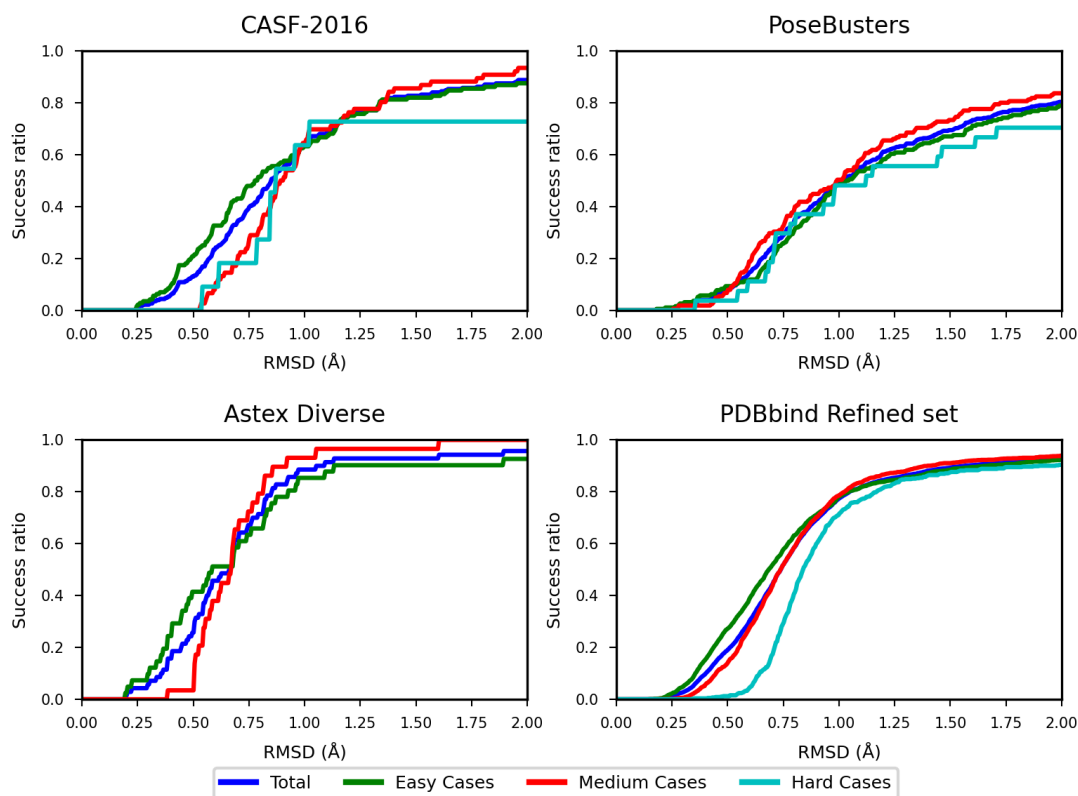 CASF-2016
PoseBusters
1.0
0.8
0.6
0.4
0.2
0.0
Success ratio
0.00 0.25 0.50 0.75 1.00 1.25 1.50 1.75 2.00
RMSD (Å)
1.0
0.8
0.6
0.4
0.2
0.0
Success ratio
0.00 0.25 0.50 0.75 1.00 1.25 1.50 1.75 2.00
RMSD (Å)
Astex Diverse
PDBbind Refined set
1.0
0.8
0.6
0.4
0.2
0.0
Success ratio
0.00 0.25 0.50 0.75 1.00 1.25 1.50 1.75 2.00
RMSD (Å)
1.0
0.8
0.6
0.4
0.2
0.0
Success ratio
0.00 0.25 0.50 0.75 1.00 1.25 1.50 1.75 2.00
RMSD (Å)
Total Easy Cases Medium Cases Hard Cases